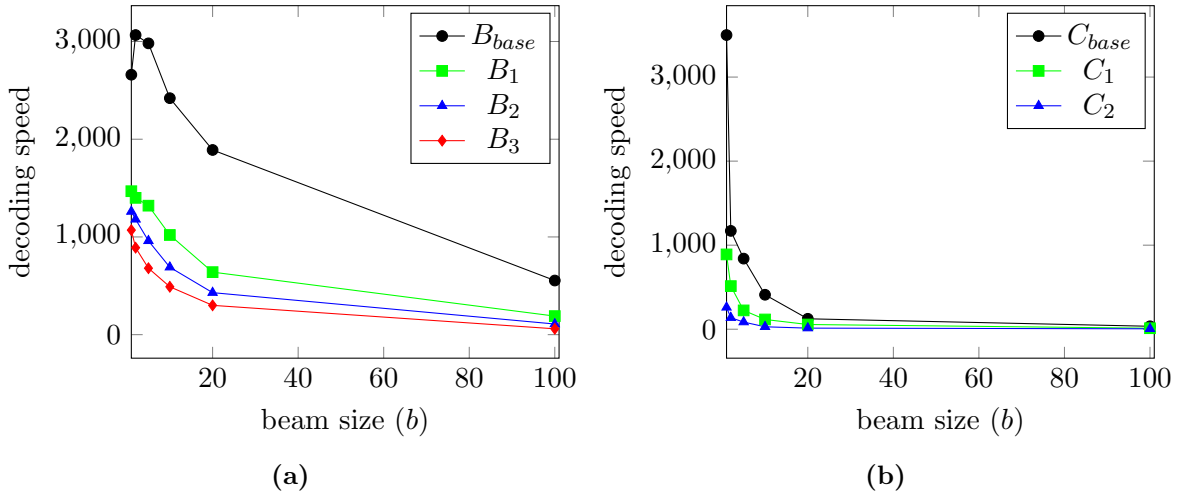 3,000
2,000
1,000
0
decoding speed
20
40
60
80
100
beam size (b)
B_base
B_1
B_2
B_3
(a)
3,000
2,000
1,000
0
decoding speed
20
40
60
80
100
beam size (b)
C_base
C_1
C_2
(b)